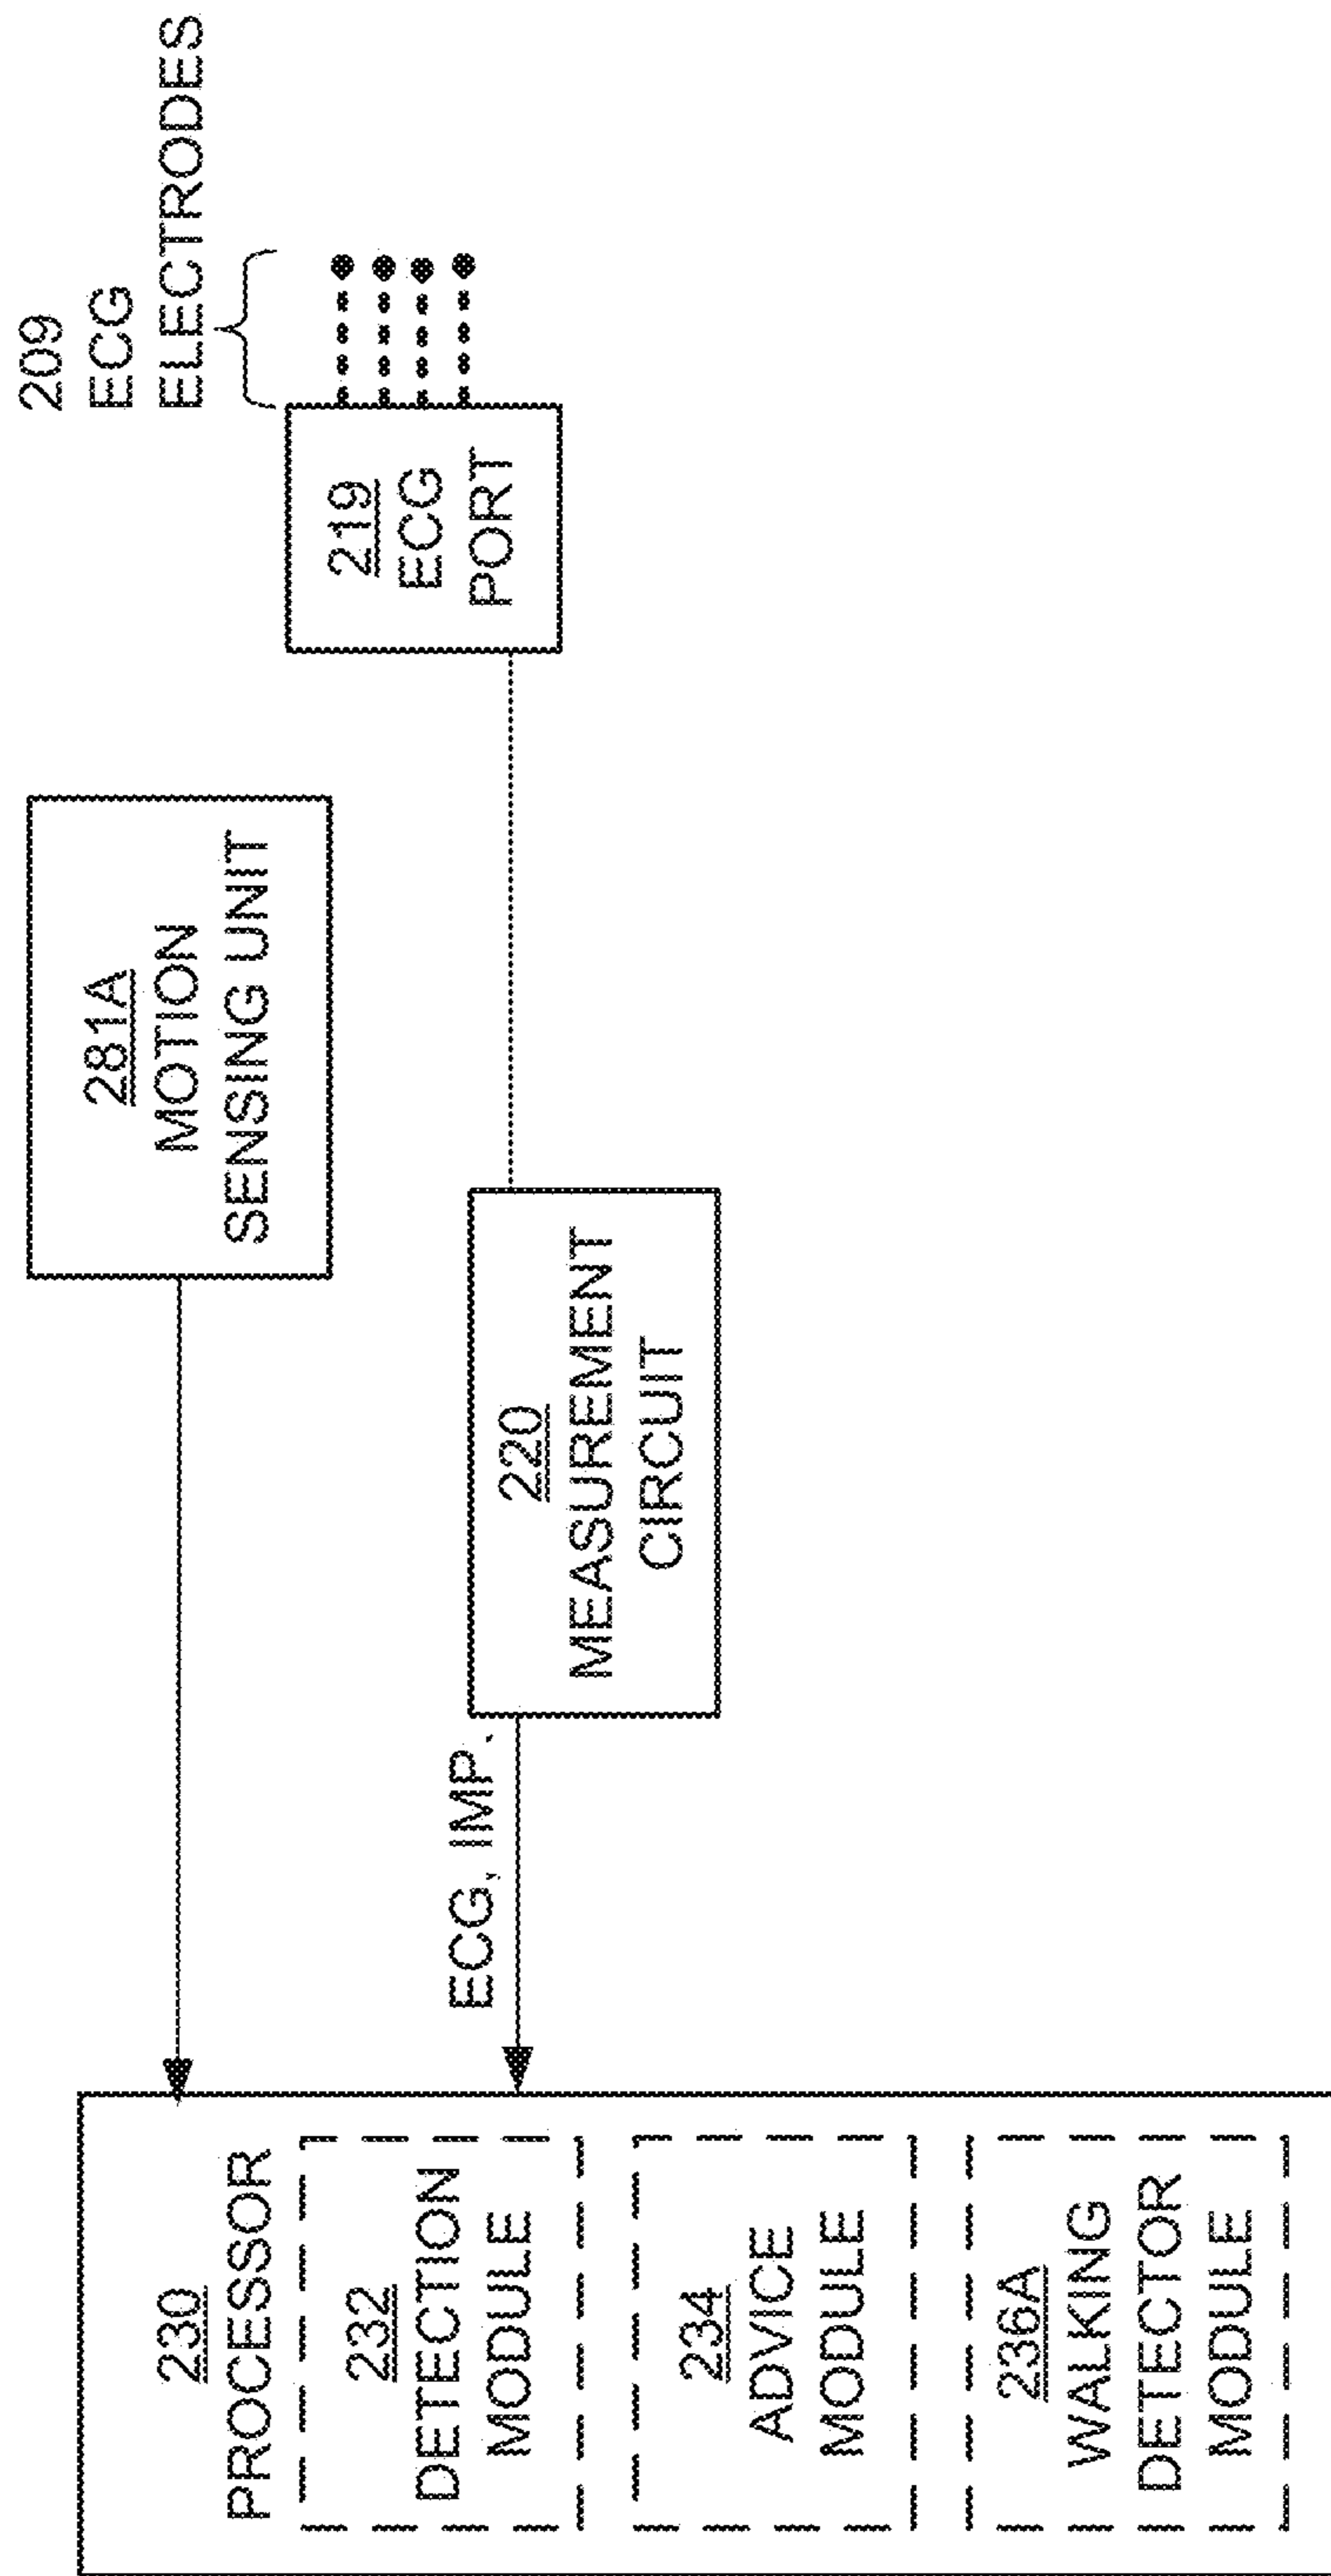 209
ECG
ELECTRODES
219
ECG
PORT
281A
MOTION
SENSING UNIT
220
MEASUREMENT
CIRCUIT
ECG, IMP.
230
PROCESSOR
232
DETECTION
MODULE
234
ADVICE
MODULE
236A
WALKING
DETECTOR
MODULE